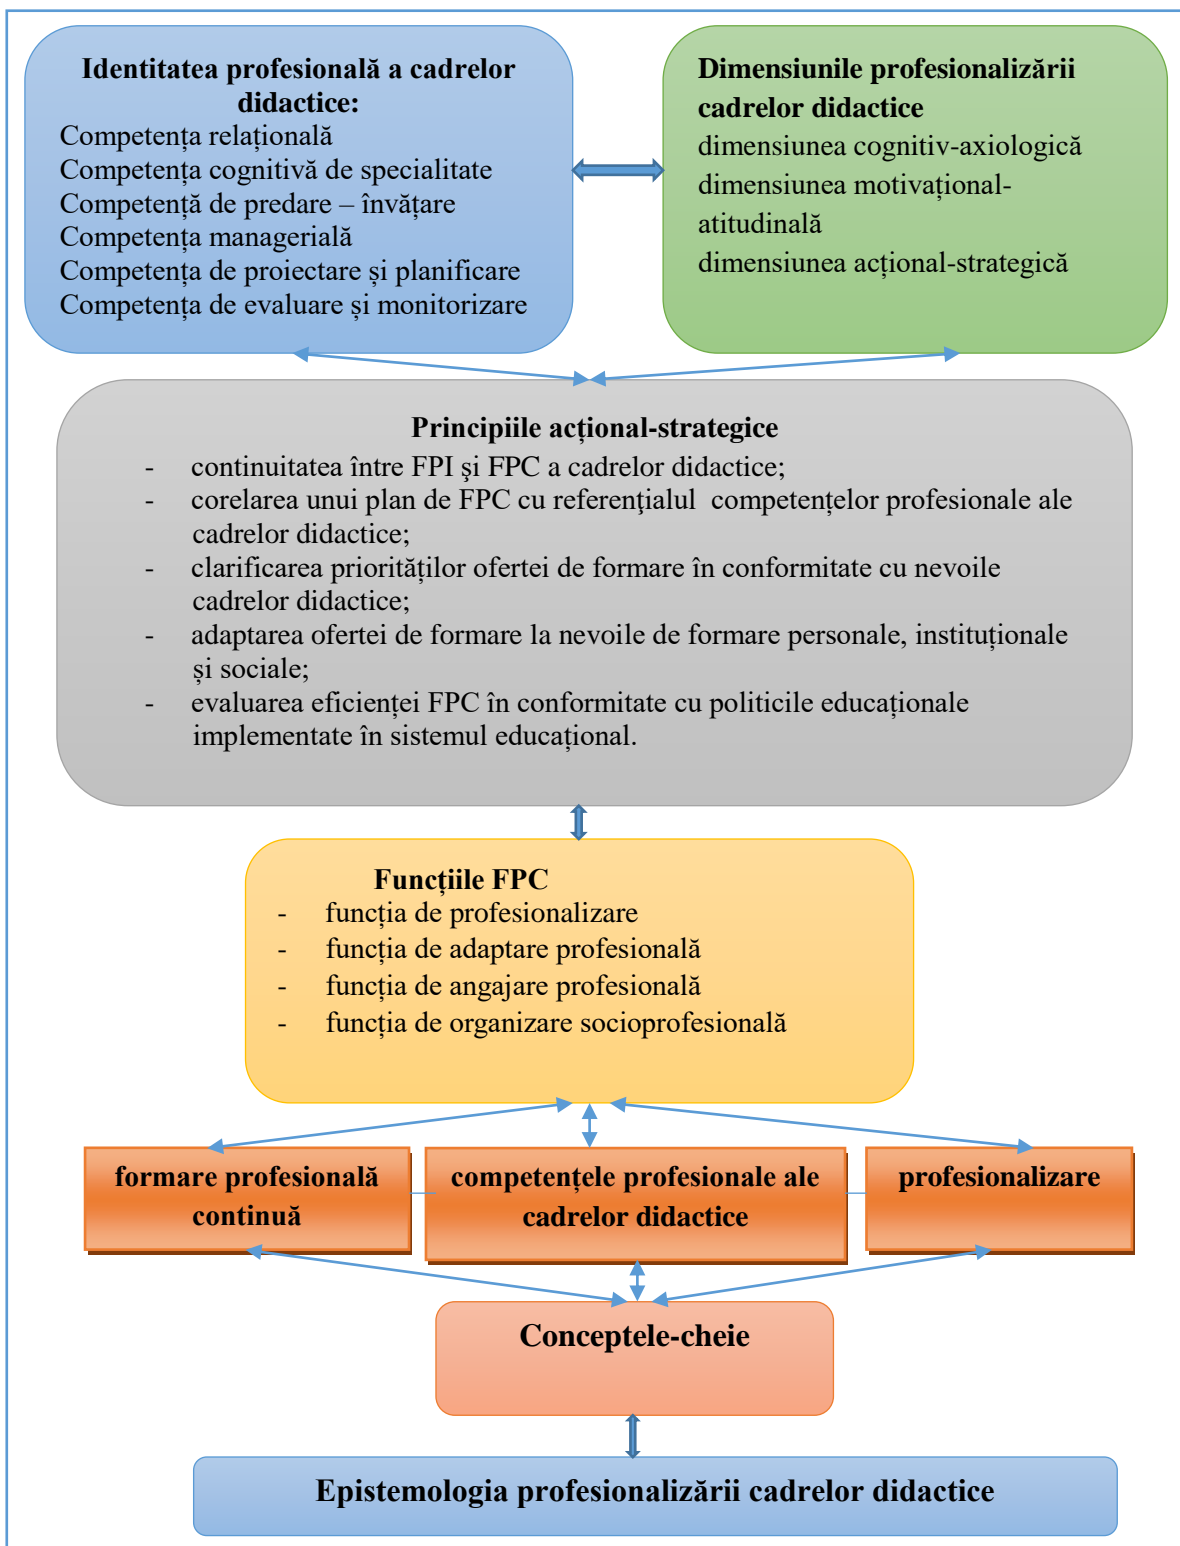 Identitatea profesională a cadrelor
didactice:
Competența relațională
Competența cognitivă de specialitate
Competență de predare – învățare
Competența managerială
Competența de proiectare și planificare
Competența de evaluare și monitorizare
Dimensiunile profesionalizării
cadrelor didactice
dimensiunea cognitiv-axiologică
dimensiunea motivațional-
atitudinală
dimensiunea acțional-strategică
Principiile acțional-strategice
- continuitatea între FPI şi FPC a cadrelor didactice;
- corelarea unui plan de FPC cu referenţialul competențelor profesionale ale
cadrelor didactice;
- clarificarea priorităților ofertei de formare în conformitate cu nevoile
cadrelor didactice;
- adaptarea ofertei de formare la nevoile de formare personale, instituționale
și sociale;
- evaluarea eficienței FPC în conformitate cu politicile educaționale
implementate în sistemul educațional.
Funcțiile FPC
- funcția de profesionalizare
- funcția de adaptare profesională
- funcția de angajare profesională
- funcția de organizare socioprofesională
formare profesională
continuă
competențele profesionale ale
cadrelor didactice
profesionalizare
Conceptele-cheie
Epistemologia profesionalizării cadrelor didactice